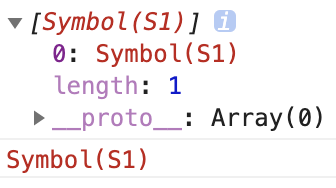 ▼[Symbol(S1)] i
0: Symbol(S1)
length: 1
▶__proto__: Array(0)
Symbol(S1)